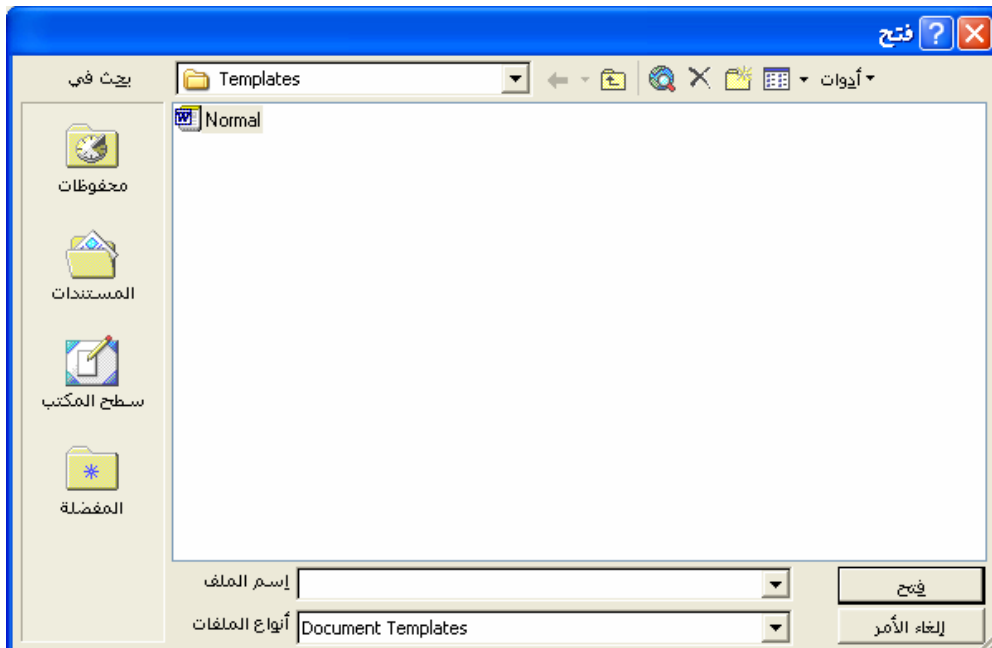 فتح
بحث في
Templates
أدوات
Normal
محفوظات
المستندات
سطح المكتب
المفضلة
إسم الملف
فتح
أنواع الملفات
Document Templates
إلغاء الأمر